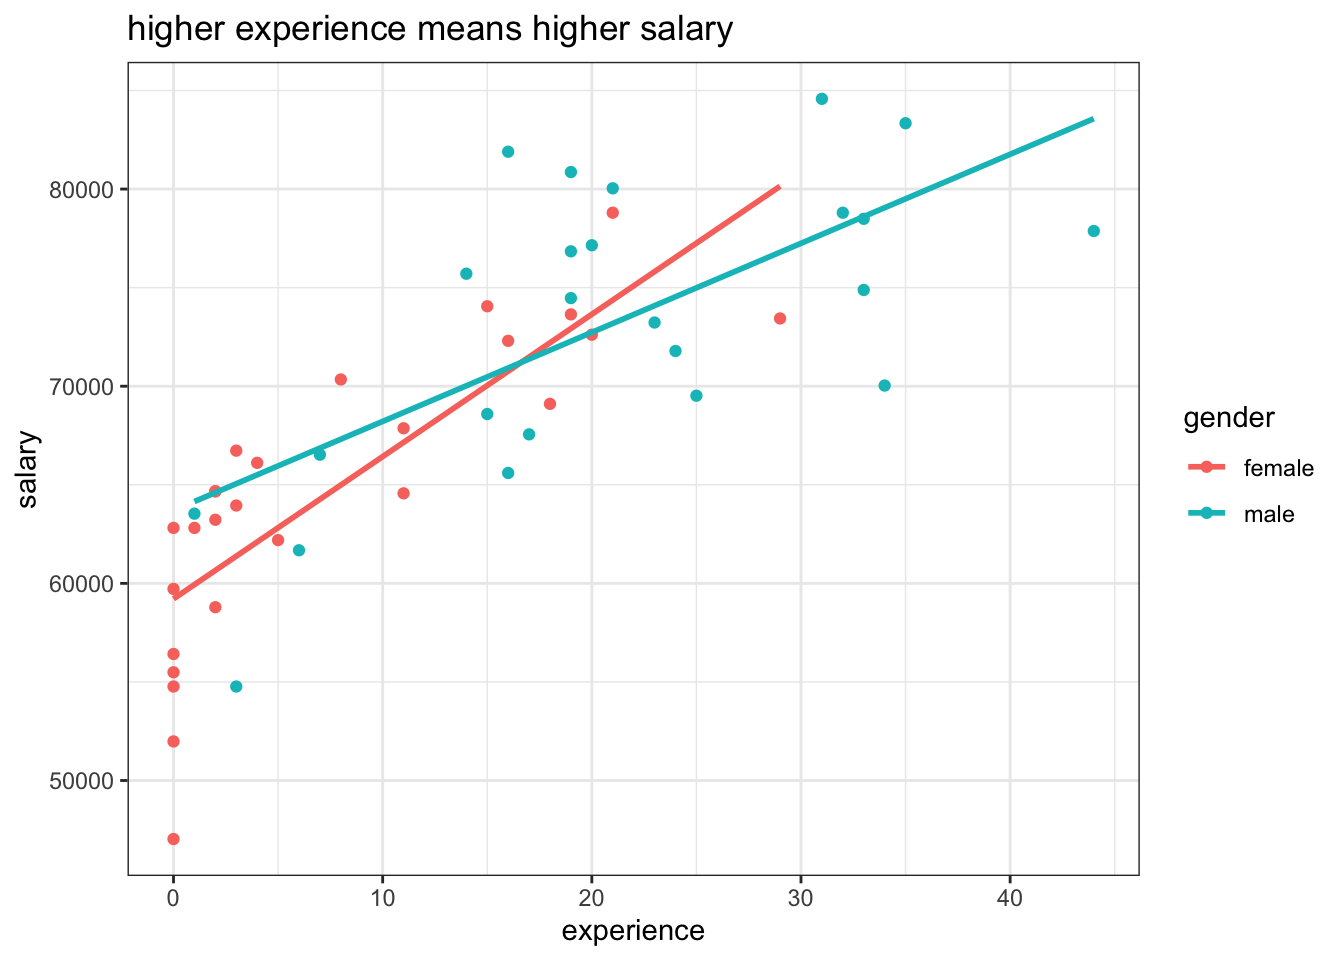 higher experience means higher salary
80000
70000
60000
50000
salary
0 10 20 30 40
experience
gender
female
male